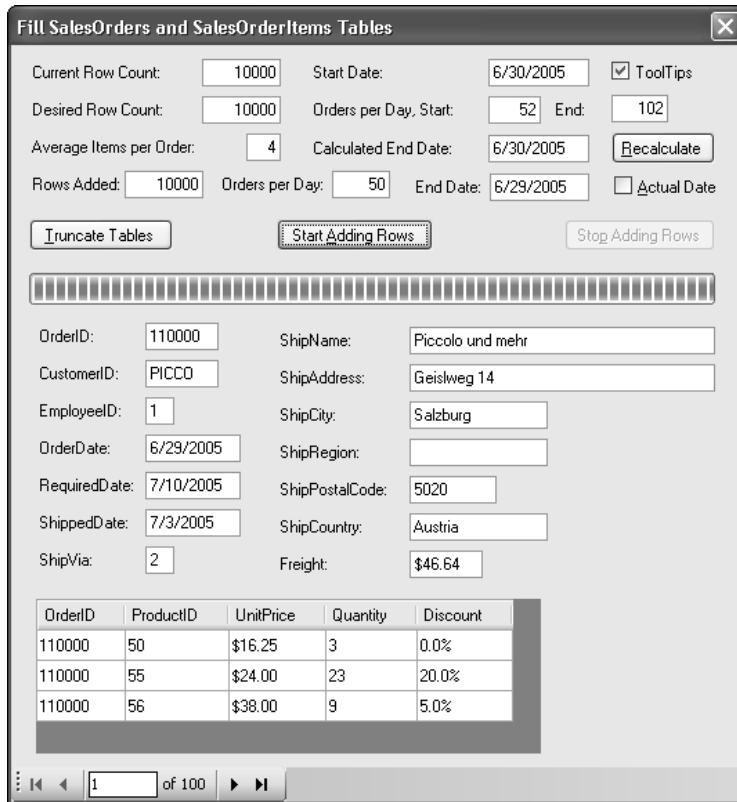 Fill SalesOrders and SalesOrderItems Tables
Current Row Count: 10000 Start Date: 6/30/2005 ToolTips
Desired Row Count: 10000 Orders per Day, Start: 52 End: 102
Average Items per Order: 4 Calculated End Date: 6/30/2005 Recalculate
Rows Added: 10000 Orders per Day: 50 End Date: 6/29/2005 Actual Date
Truncate Tables Start Adding Rows Stop Adding Rows
OrderID: 110000 ShipName: Piccolo und mehr
CustomerID: PICCO ShipAddress: Geislweg 14
EmployeeID: 1 ShipCity: Salzburg
OrderDate: 6/29/2005 ShipRegion:
RequiredDate: 7/10/2005 ShipPostalCode: 5020
ShippedDate: 7/3/2005 ShipCountry: Austria
ShipVia: 2 Freight: $46.64
OrderID ProductID UnitPrice Quantity Discount
110000 50 $16.25 3 0.0%
110000 55 $24.00 23 20.0%
110000 56 $38.00 9 5.0%
1 of 100